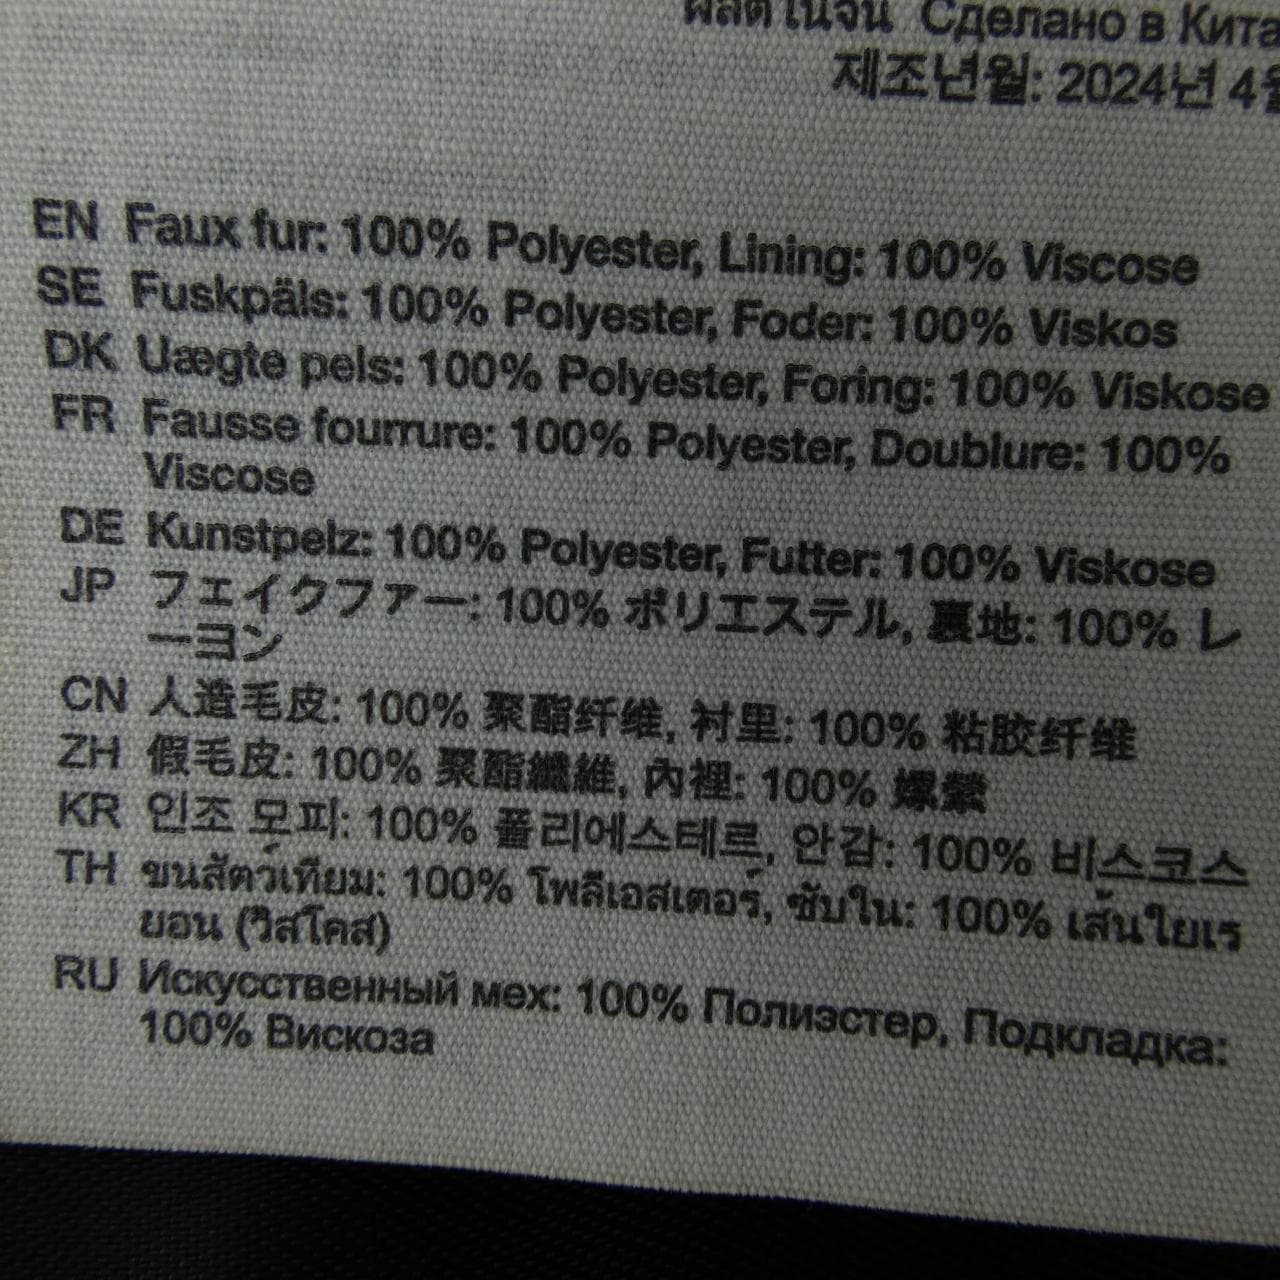 ผลิตในจีน Сделано в Кита
제조년월: 2024년 4월
EN Faux fur: 100% Polyester, Lining: 100% Viscose
SE Fuskpäls: 100% Polyester, Foder: 100% Viskos
DK Uægte pels: 100% Polyester, Foring: 100% Viskose
FR Fausse fourrure: 100% Polyester, Doublure: 100%
Viscose
DE Kunstpelz: 100% Polyester, Futter: 100% Viskose
JP フェイクファー: 100% ポリエステル, 裏地: 100% レ
ーヨン
CN 人造毛皮: 100% 聚酯纤维, 衬里: 100% 粘胶纤维
ZH 假毛皮: 100% 聚酯纖維, 內裡: 100% 嫘縈
KR 인조 모피: 100% 폴리에스테르, 안감: 100% 비스코스
TH ขนสัตว์เทียม: 100% โพลีเอสเตอร์, ซับใน: 100% เส้นใยเร
ยอน (วิสโคส)
RU Искусственный мех: 100% Полиэстер, Подкладка:
100% Вискоза